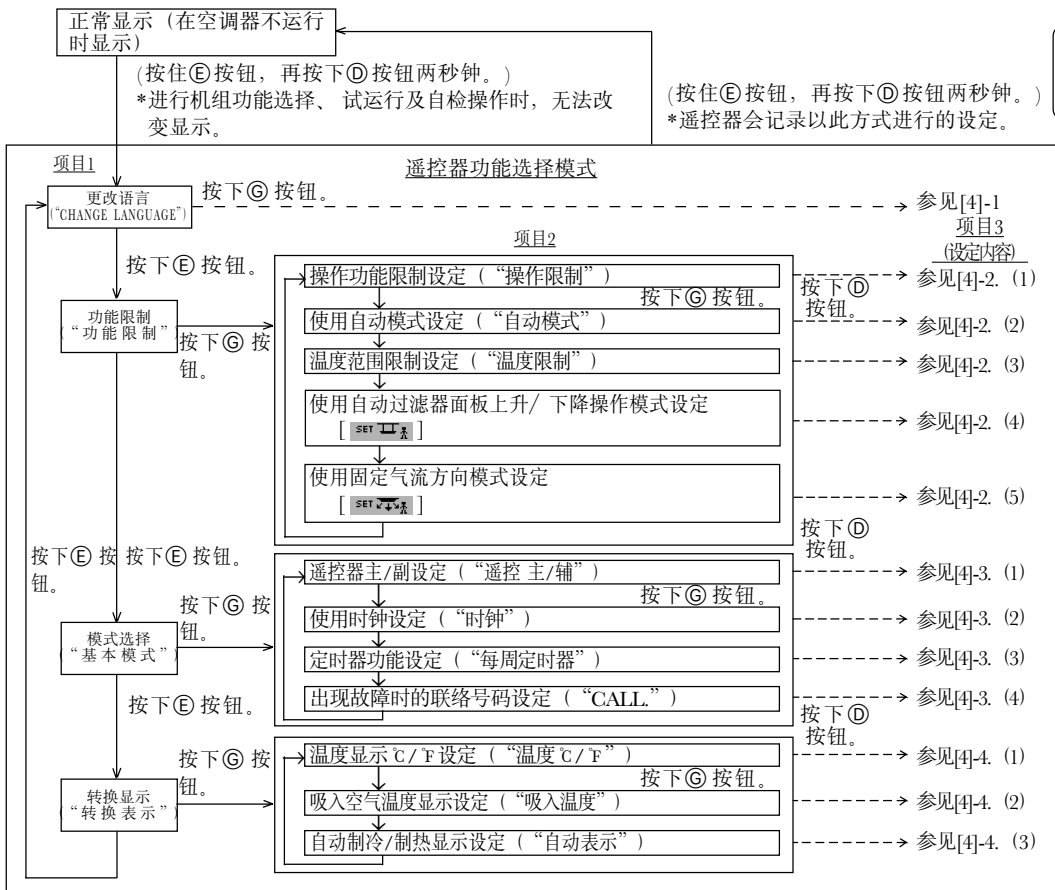 正常显示（在空调器不运行
时显示）
(按住Ⓔ按钮，再按下Ⓓ按钮两秒钟。)
*进行机组功能选择、 试运行及自检操作时，无法改
变显示。
(按住Ⓔ按钮，再按下Ⓓ按钮两秒钟。)
*遥控器会记录以此方式进行的设定。
项目1
遥控器功能选择模式
更改语言
("CHANGE LANGUAGE")
按下Ⓖ按钮。
参见[4]-1
项目2
项目3
(设定内容)
按下Ⓔ按钮。
功能限制
(“功能限制”)
按下Ⓖ按
钮。
操作功能限制设定（“操作限制”）
按下Ⓖ按钮。
按下Ⓓ
按钮。
参见[4]-2. (1)
使用自动模式设定（“自动模式”）
参见[4]-2. (2)
温度范围限制设定（“温度限制”）
参见[4]-2. (3)
使用自动过滤器面板上升/ 下降操作模式设定
[ SET ]
参见[4]-2. (4)
使用固定气流方向模式设定
[ SET ]
参见[4]-2. (5)
按下Ⓔ按
钮。
按下Ⓔ按钮。
按下Ⓓ
按钮。
模式选择
(“基本模式”)
按下Ⓖ按
钮。
遥控器主/副设定（“遥控 主/辅”）
按下Ⓖ按钮。
参见[4]-3. (1)
使用时钟设定（“时钟”）
参见[4]-3. (2)
定时器功能设定（“每周定时器”）
参见[4]-3. (3)
出现故障时的联络号码设定（“CALL.”）
参见[4]-3. (4)
按下Ⓔ按钮。
按下Ⓓ
按钮。
转换显示
(“转换表示”)
按下Ⓖ按
钮。
温度显示℃/℉设定（“温度℃/℉”）
按下Ⓖ按钮。
参见[4]-4. (1)
吸入空气温度显示设定（“吸入温度”）
参见[4]-4. (2)
自动制冷/制热显示设定（“自动表示”）
参见[4]-4. (3)